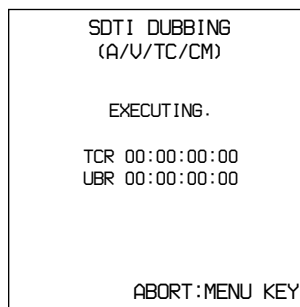 SDTI DUBBING
(A/V/TC/CM)
EXECUTING.
TCR 00:00:00:00
UBR 00:00:00:00
ABORT:MENU KEY